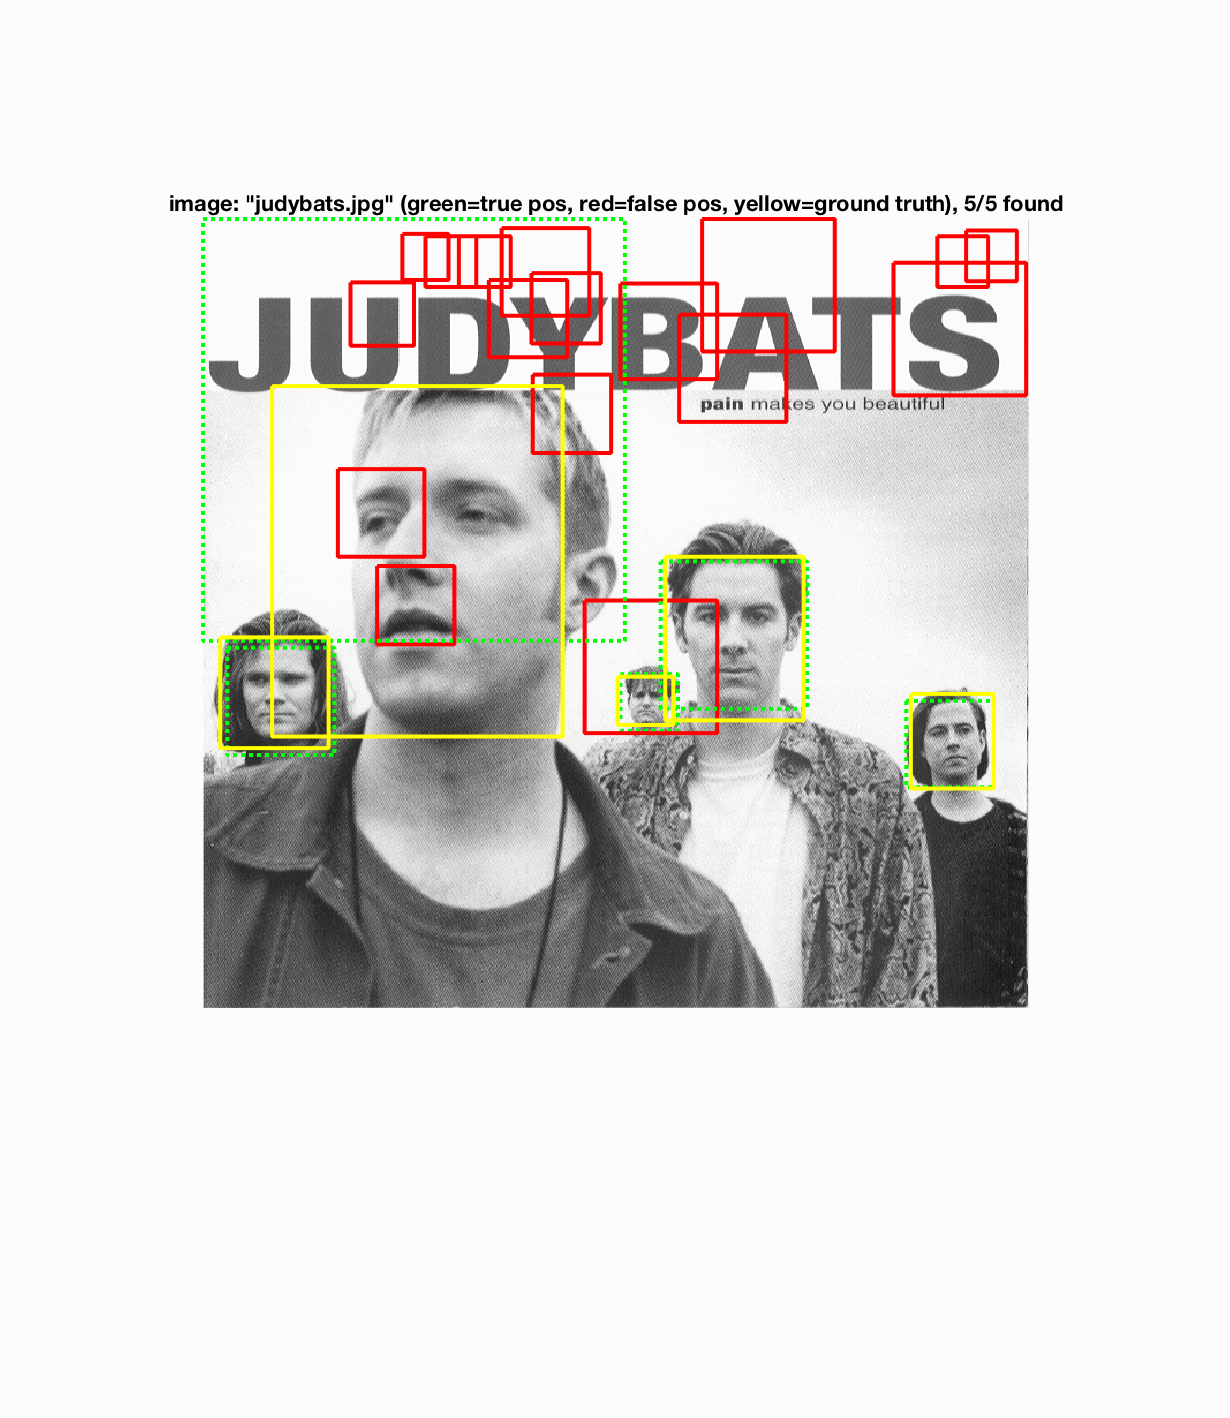 image: "judybats.jpg" (green=true pos, red=false pos, yellow=ground truth), 5/5 found
JUDYBATS
pain makes you beautiful